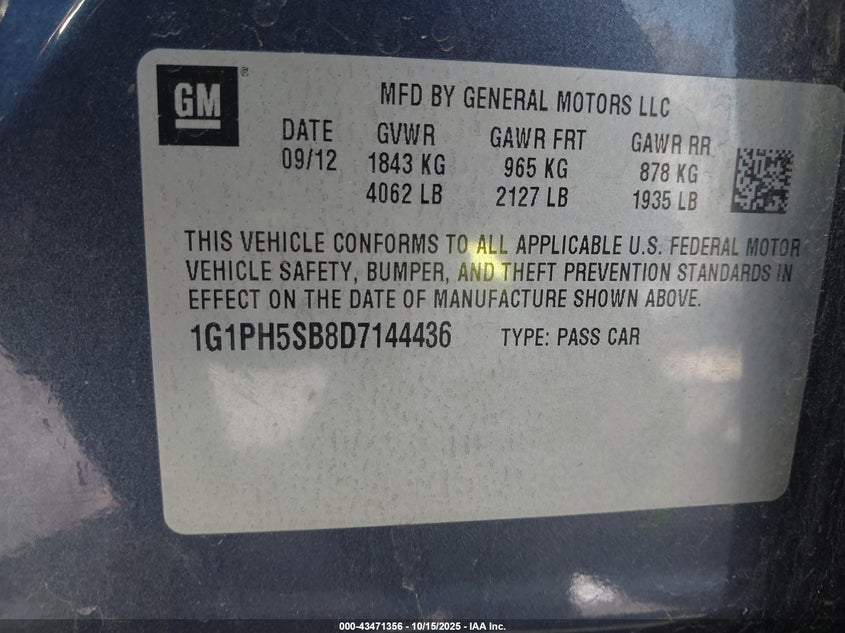 GM ®
MFD BY GENERAL MOTORS LLC
DATE GVWR GAWR FRT GAWR RR
09/12 1843 KG 965 KG 878 KG
4062 LB 2127 LB 1935 LB
THIS VEHICLE CONFORMS TO ALL APPLICABLE U.S. FEDERAL MOTOR
VEHICLE SAFETY, BUMPER, AND THEFT PREVENTION STANDARDS IN
EFFECT ON THE DATE OF MANUFACTURE SHOWN ABOVE.
1G1PH5SB8D7144436 TYPE: PASS CAR
000-43471356 - 10/15/2025 - IAA Inc.